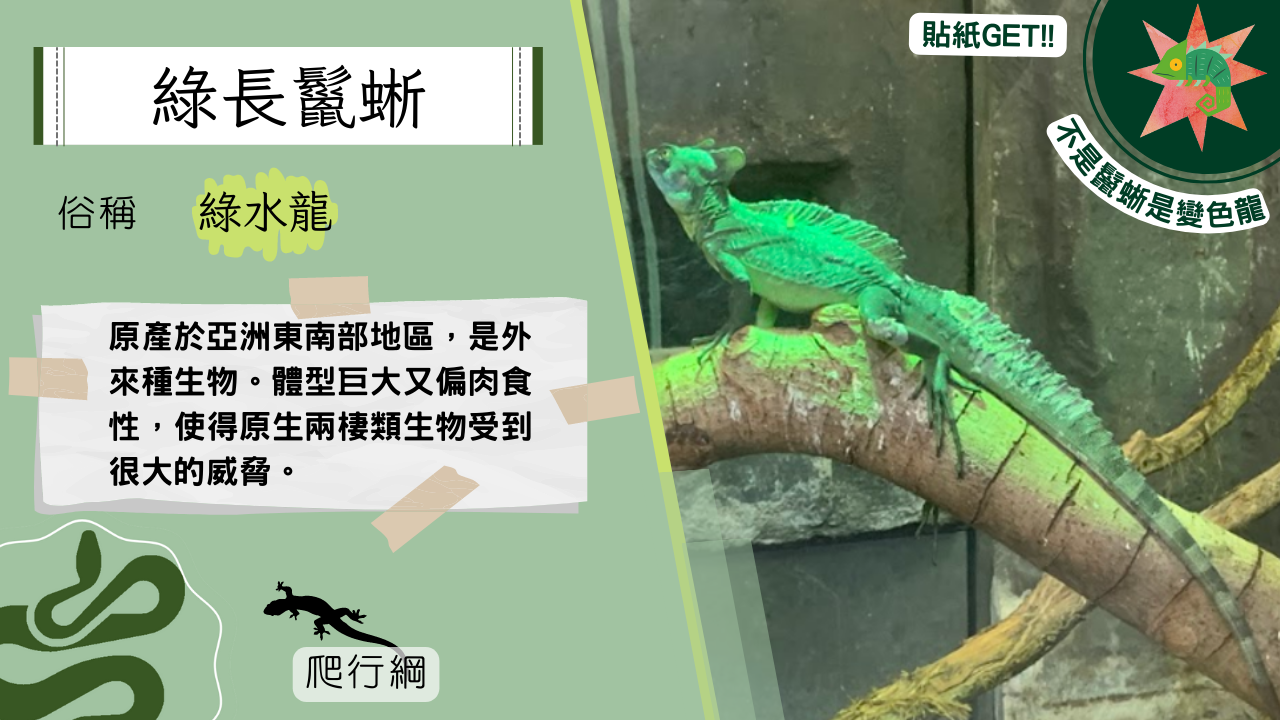 綠長鬣蜥
俗稱 綠水龍
原產於亞洲東南部地區，是外
來種生物。體型巨大又偏肉食
性，使得原生兩棲類生物受到
很大的威脅。
爬行綱
貼紙GET!!
不是鬣蜥是變色龍